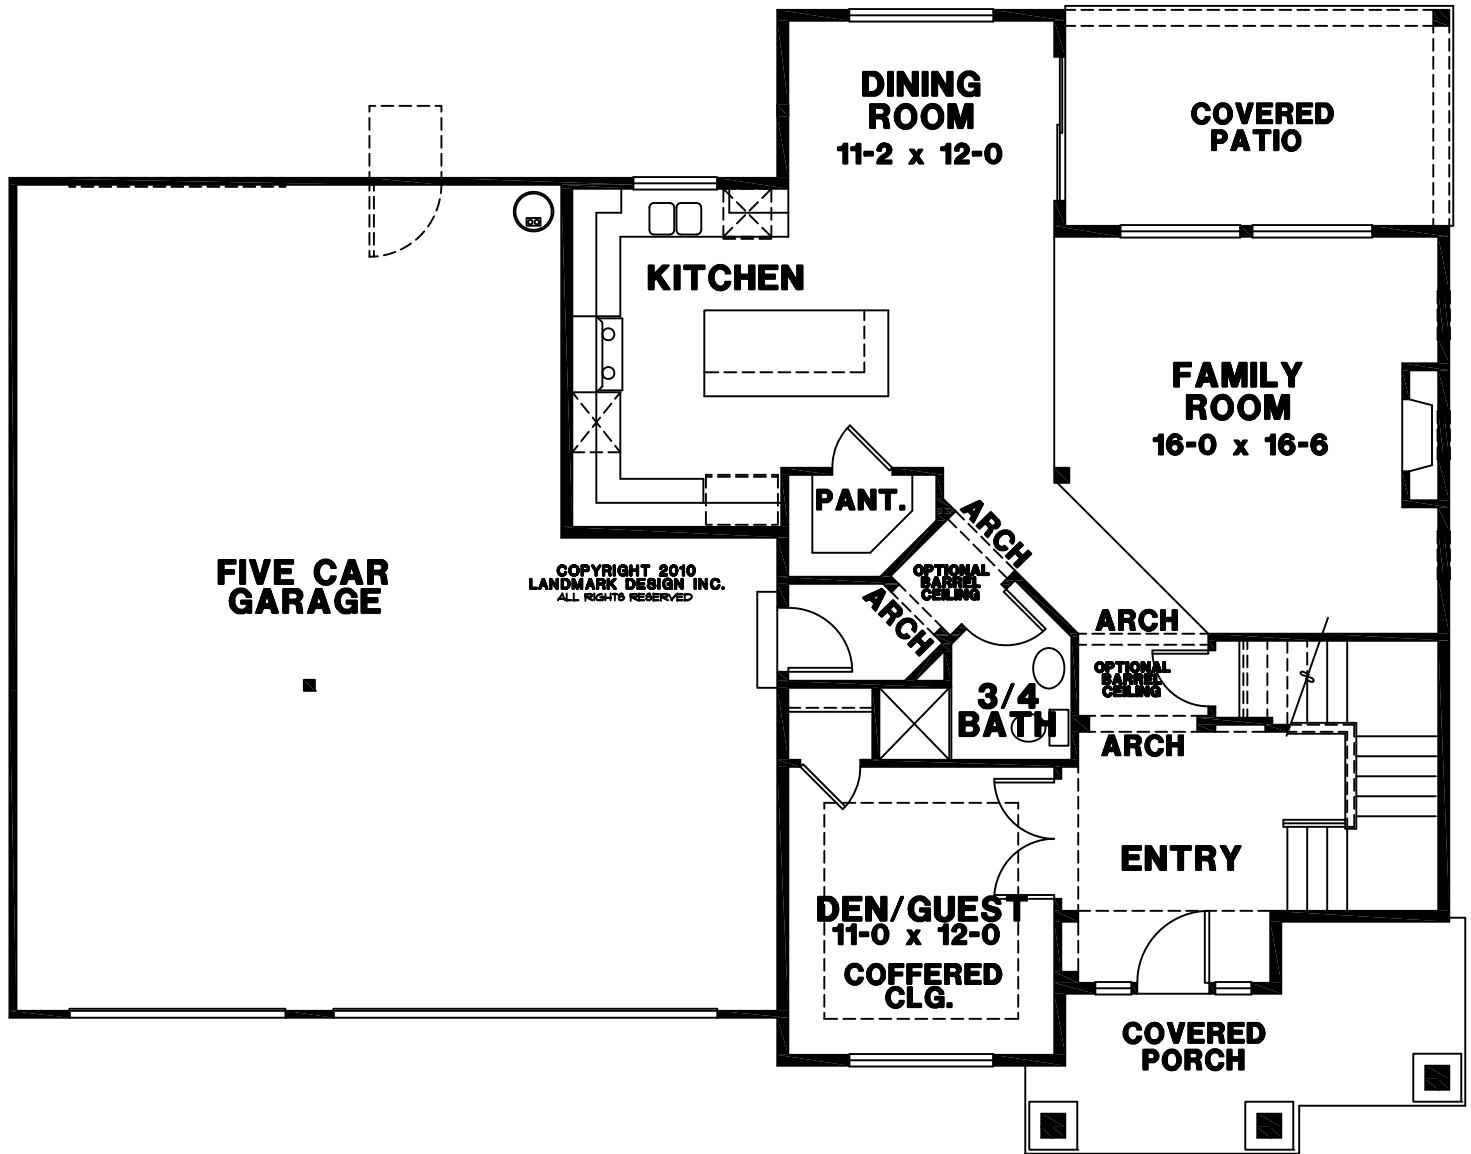 DINING
ROOM
11-2 x 12-0
COVERED
PATIO
KITCHEN
FAMILY
ROOM
16-0 x 16-6
PANT.
ARCH
FIVE CAR
GARAGE
COPYRIGHT 2010
LANDMARK DESIGN INC.
ALL RIGHTS RESERVED
OPTIONAL
BARREL
CEILING
ARCH
ARCH
OPTIONAL
BARREL
CEILING
3/4
BATH
ARCH
ENTRY
DEN/GUEST
11-0 x 12-0
COFFERED
CLG.
COVERED
PORCH